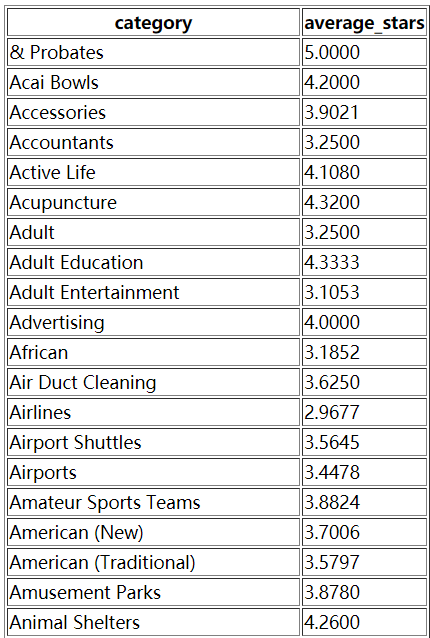 category average_stars
& Probates 5.0000
Acai Bowls 4.2000
Accessories 3.9021
Accountants 3.2500
Active Life 4.1080
Acupuncture 4.3200
Adult 3.2500
Adult Education 4.3333
Adult Entertainment 3.1053
Advertising 4.0000
African 3.1852
Air Duct Cleaning 3.6250
Airlines 2.9677
Airport Shuttles 3.5645
Airports 3.4478
Amateur Sports Teams 3.8824
American (New) 3.7006
American (Traditional) 3.5797
Amusement Parks 3.8780
Animal Shelters 4.2600